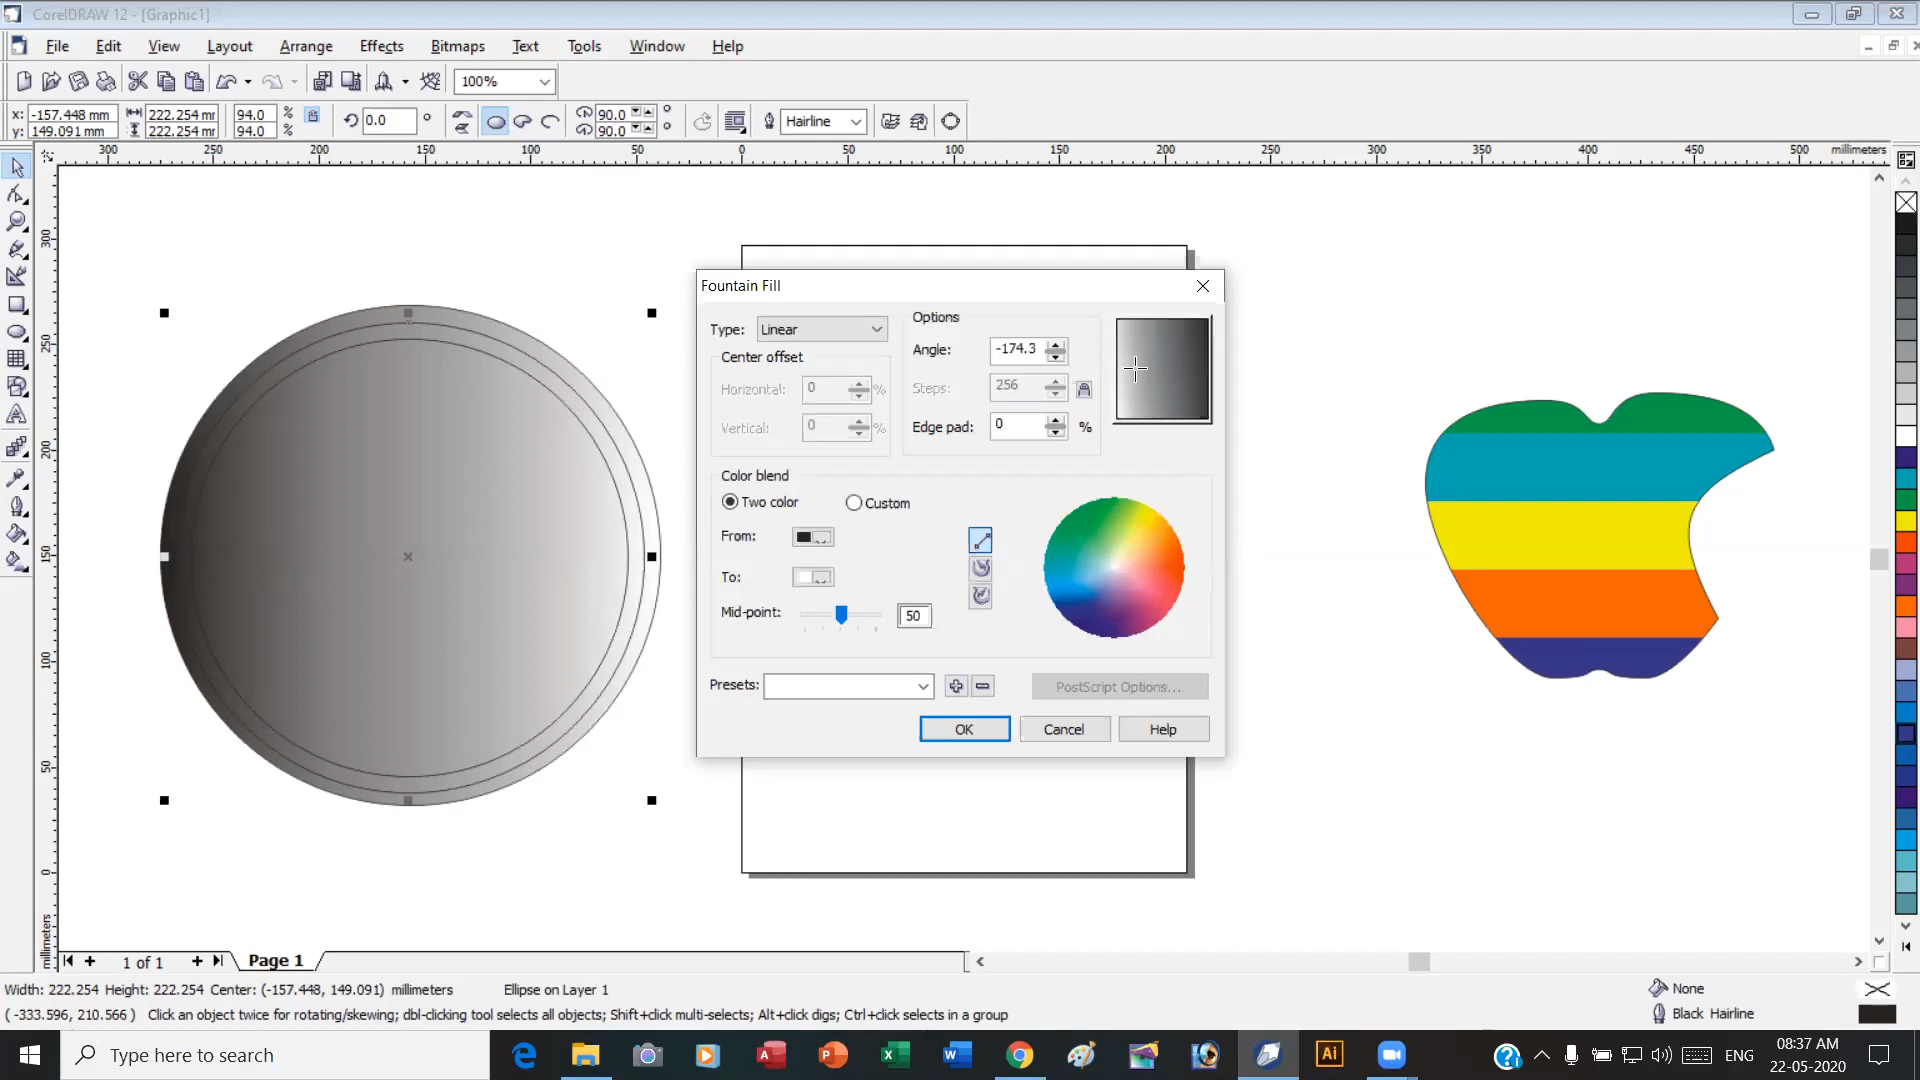 CorelDRAW 12 - [Graphic1]
File Edit View Layout Arrange Effects Bitmaps Text Tools Window Help
100%
x: -157.448 mm 222.254 mm 94.0 % 0.0 ° 90.0 ° Hairline
y: 149.091 mm 222.254 mm 94.0 % 90.0 °
300 250 200 150 100 50 0 50 100 150 200 250 300 350 400 450 500 millimeters
300
250
200
150
100
50
0
millimeters
Fountain Fill
Type: Linear
Options
Center offset
Angle: -174.3
Horizontal: 0 %
Steps: 256
Vertical: 0 %
Edge pad: 0 %
Color blend
Two color Custom
From:
To:
Mid-point: 50
Presets:
PostScript Options...
OK Cancel Help
1 of 1 Page 1
Width: 222.254 Height: 222.254 Center: (-157.448, 149.091) millimeters Ellipse on Layer 1 None
( -333.596, 210.566 ) Click an object twice for rotating/skewing; dbl-clicking tool selects all objects; Shift+click multi-selects; Alt+click digs; Ctrl+click selects in a group Black Hairline
Type here to search
Ai
ENG
08:37 AM
22-05-2020